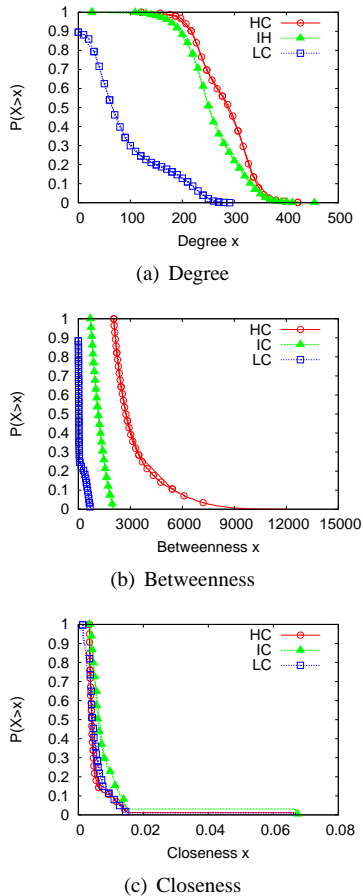 HC
IH
LC
1
0.9
0.8
0.7
0.6
0.5
0.4
0.3
0.2
0.1
0
P(X>x)
0 100 200 300 400 500
Degree x
(a) Degree
HC
IC
LC
1
0.9
0.8
0.7
0.6
0.5
0.4
0.3
0.2
0.1
0
P(X>x)
0 3000 6000 9000 12000 15000
Betweenness x
(b) Betweenness
HC
IC
LC
1
0.9
0.8
0.7
0.6
0.5
0.4
0.3
0.2
0.1
0
P(X>x)
0 0.02 0.04 0.06 0.08
Closeness x
(c) Closeness